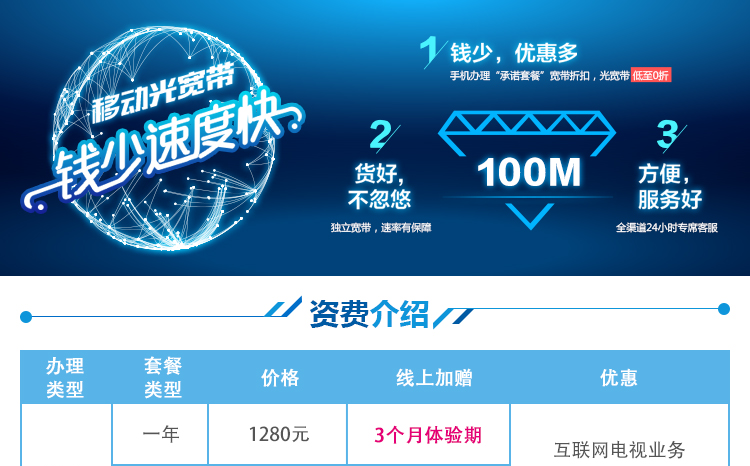 移动光宽带
钱少速度快
1 钱少，优惠多
手机办理“承诺套餐”宽带折扣，光宽带 低至0折
2
货好，
不忽悠
独立宽带，速率有保障
100M
3
方便，
服务好
全渠道24小时专席客服
资费介绍
办理
类型
套餐
类型
价格
线上加赠
优惠
一年
1280元
3个月体验期
互联网电视业务